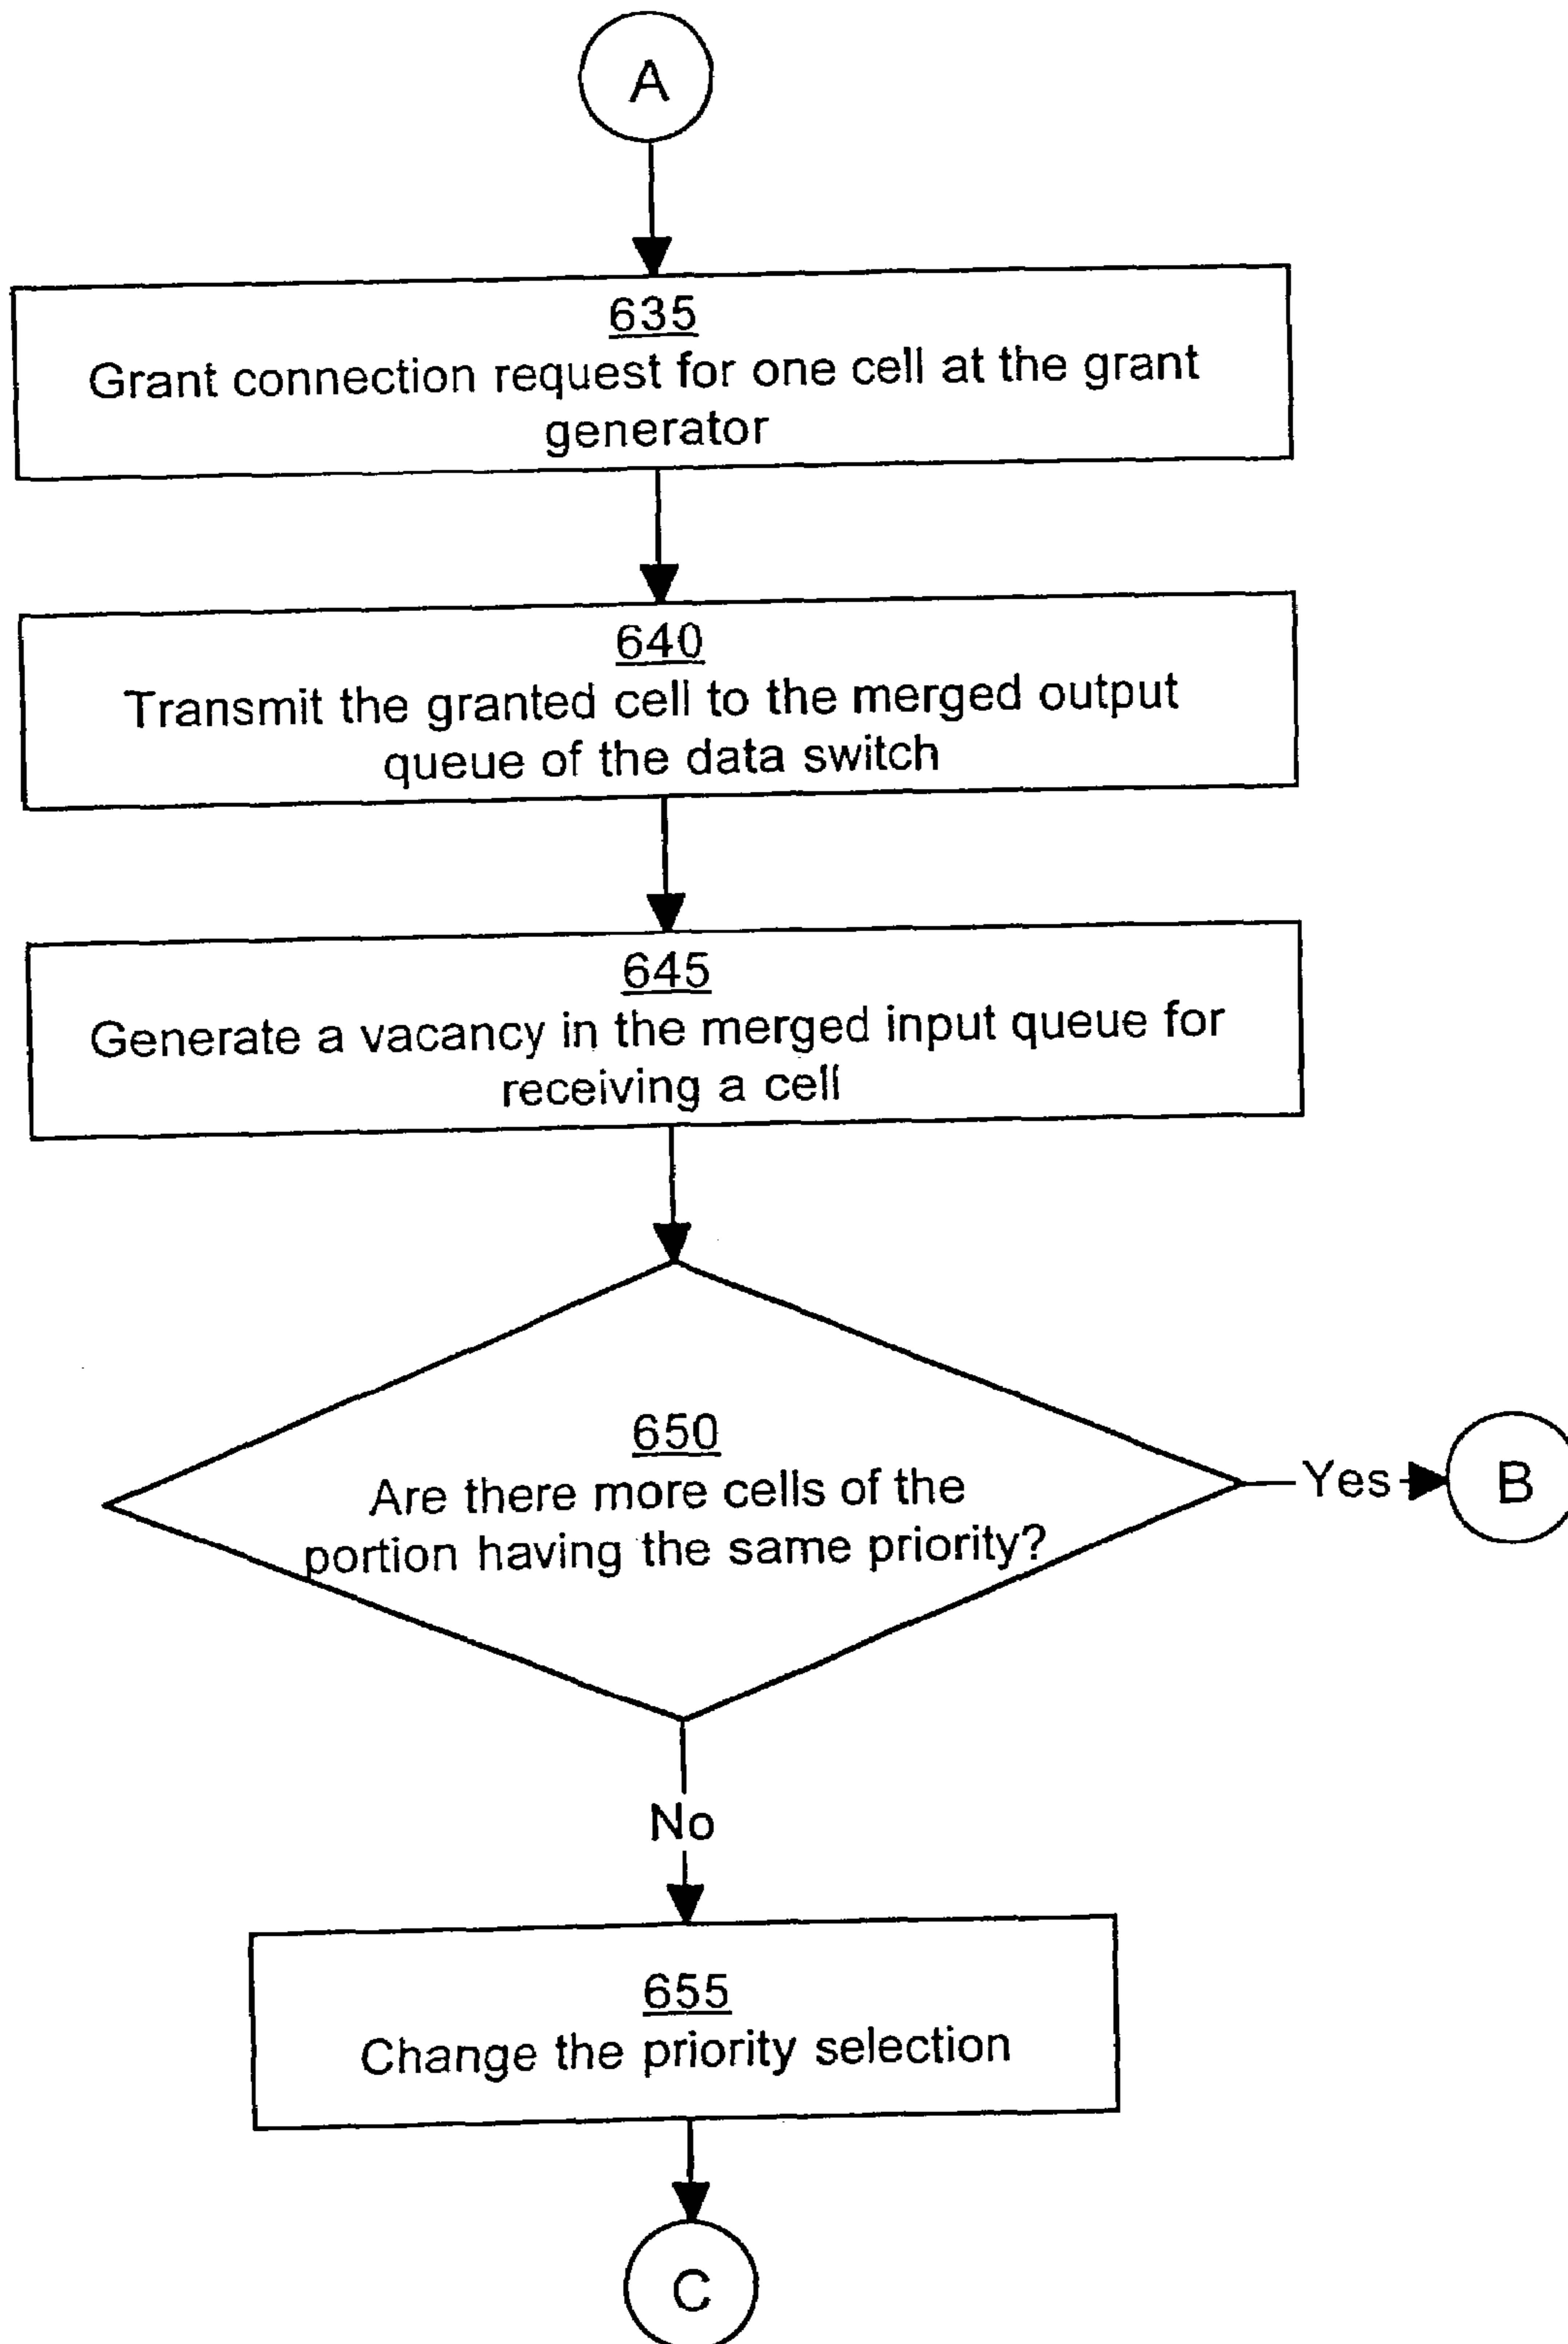 A
635
Grant connection request for one cell at the grant
generator
640
Transmit the granted cell to the merged output
queue of the data switch
645
Generate a vacancy in the merged input queue for
receiving a cell
650
Are there more cells of the
portion having the same priority?
Yes
B
No
655
Change the priority selection
C